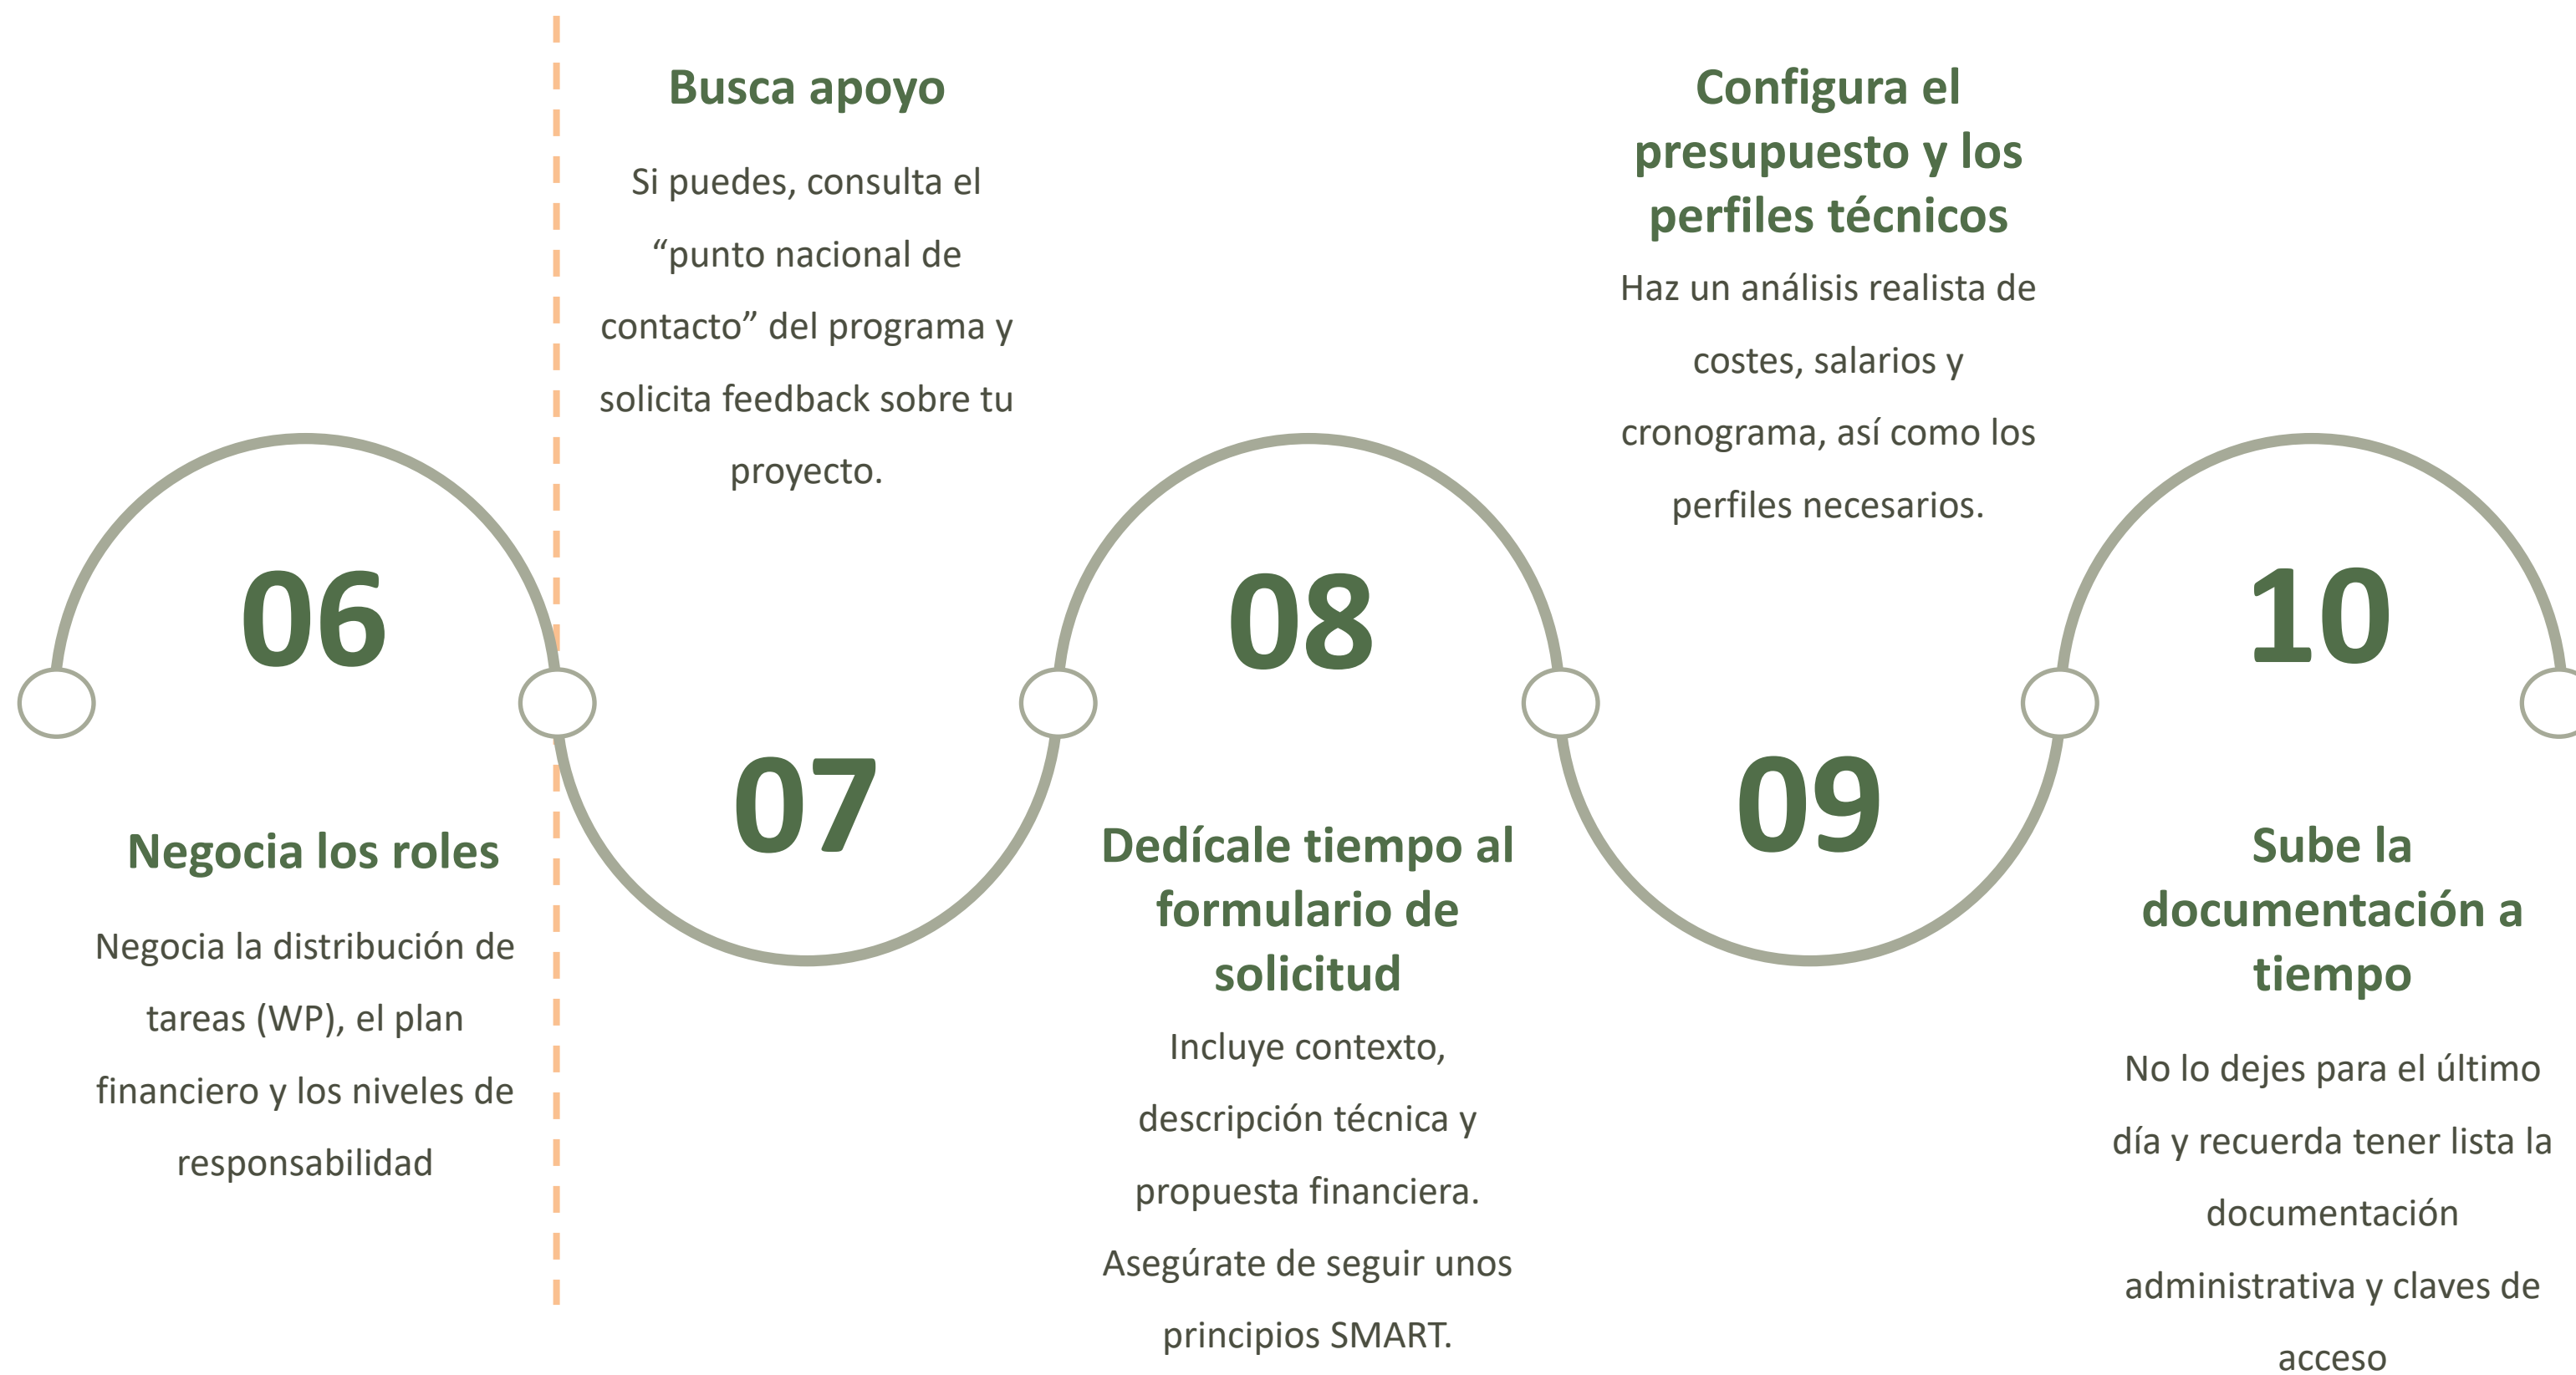 06
Negocia los roles
Negocia la distribución de
tareas (WP), el plan
financiero y los niveles de
responsabilidad
Busca apoyo
Si puedes, consulta el
“punto nacional de
contacto” del programa y
solicita feedback sobre tu
proyecto.
07
08
Dedícale tiempo al
formulario de
solicitud
Incluye contexto,
descripción técnica y
propuesta financiera.
Asegúrate de seguir unos
principios SMART.
Configura el
presupuesto y los
perfiles técnicos
Haz un análisis realista de
costes, salarios y
cronograma, así como los
perfiles necesarios.
09
10
Sube la
documentación a
tiempo
No lo dejes para el último
día y recuerda tener lista la
documentación
administrativa y claves de
acceso